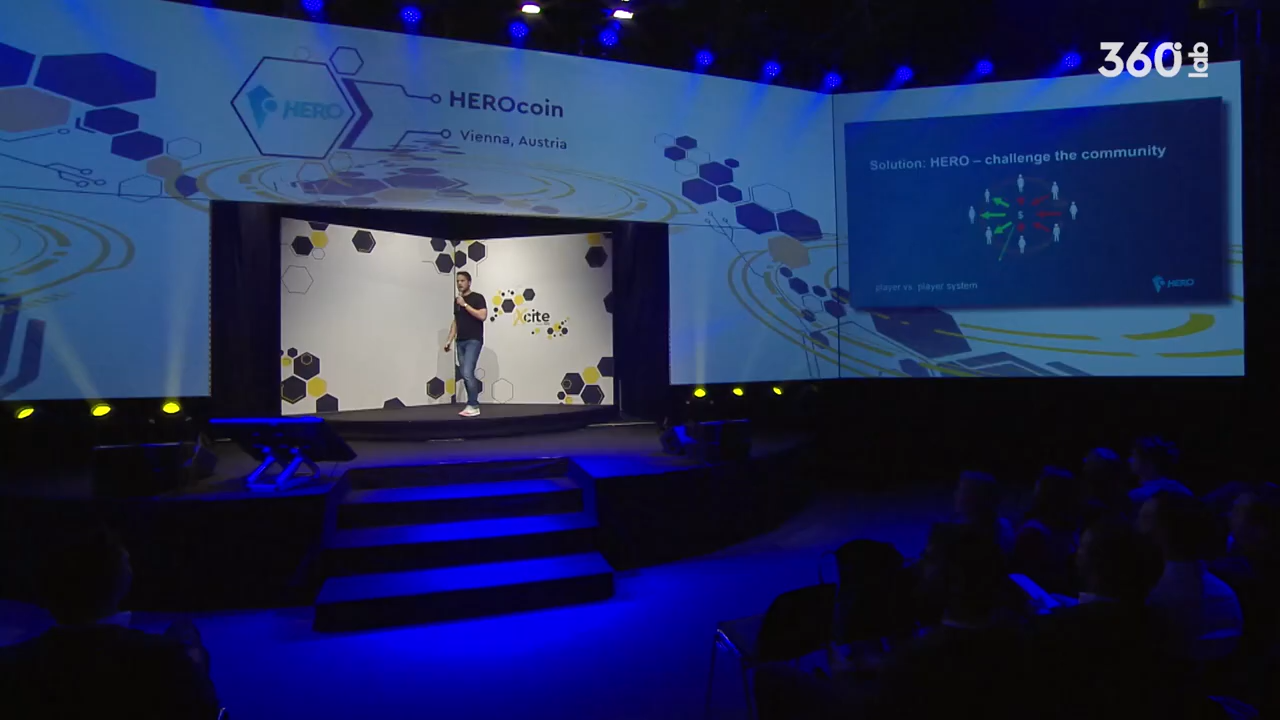 360° lab
HERO
HEROcoin
Vienna, Austria
Solution: HERO – challenge the community
$
player vs. player system
HERO
Xcite